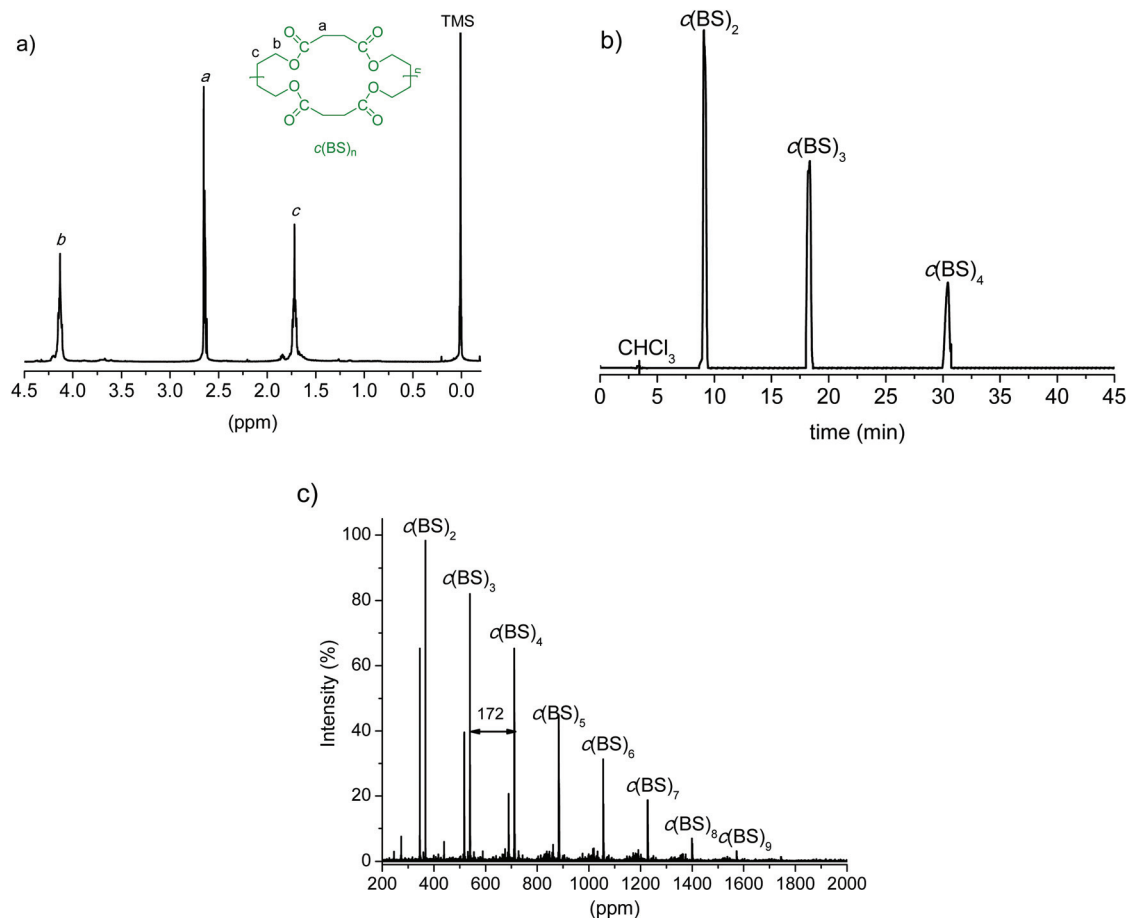 a)
TMS
a
b
c
O
O
O
O
O
O
O
O
n
c(BS)n
a
b
c
4.5 4.0 3.5 3.0 2.5 2.0 1.5 1.0 0.5 0.0
(ppm)
b)
c(BS)2
c(BS)3
c(BS)4
CHCl3
0 5 10 15 20 25 30 35 40 45
time (min)
c)
c(BS)2
c(BS)3
c(BS)4
172
c(BS)5
c(BS)6
c(BS)7
c(BS)8
c(BS)9
Intensity (%)
100
80
60
40
20
0
200 400 600 800 1000 1200 1400 1600 1800 2000
(ppm)